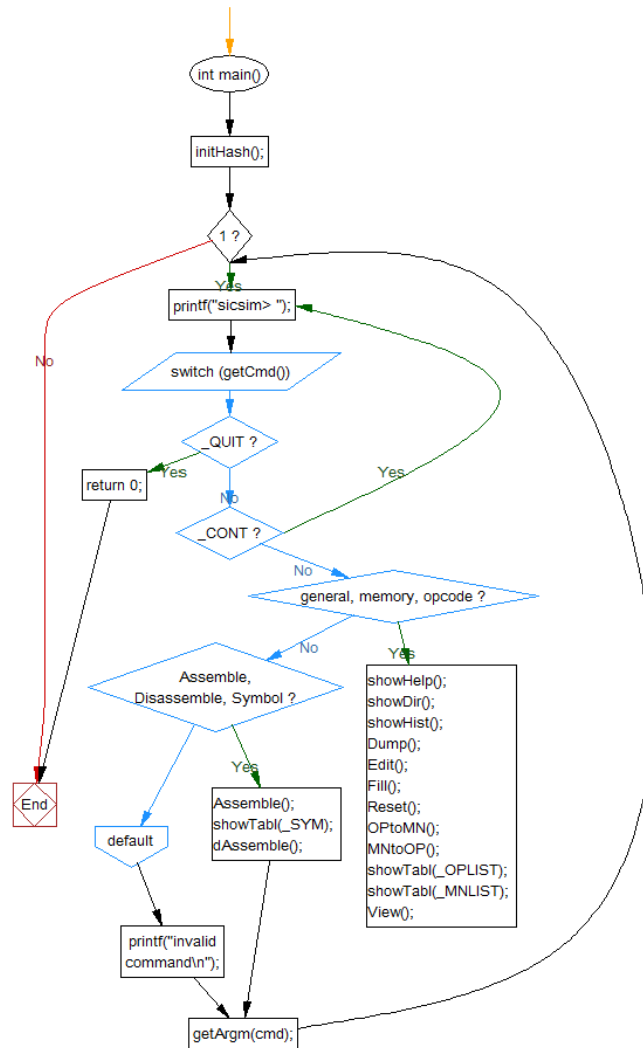 int main()
initHash();
1 ?
Yes
printf("sicsim> ");
No
switch (getCmd())
_QUIT ?
Yes
Yes
return 0;
No
_CONT ?
No
general, memory, opcode ?
No
Yes
Assemble,
Disassemble, Symbol ?
showHelp();
showDir();
showHist();
Dump();
Edit();
Fill();
Reset();
OPtoMN();
MNtoOP();
showTabl(_OPLIST);
showTabl(_MNLIST);
View();
Yes
End
Assemble();
showTabl(_SYM);
dAssemble();
default
printf("invalid
command\n");
getArgm(cmd);